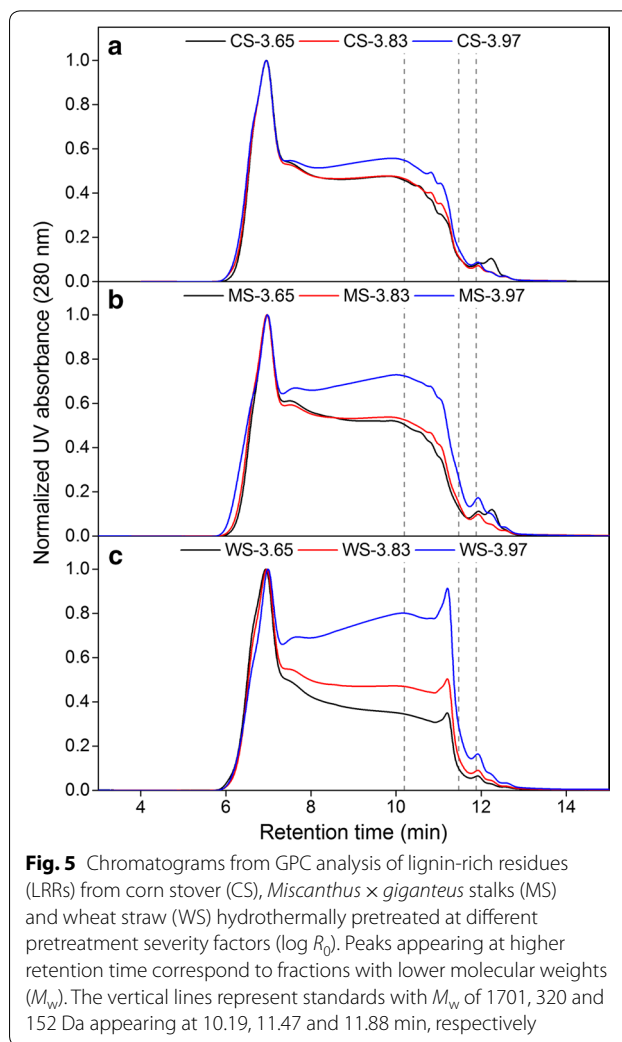 a
CS-3.65 CS-3.83 CS-3.97
1.0
0.8
0.6
0.4
0.2
0.0
b
MS-3.65 MS-3.83 MS-3.97
1.0
0.8
0.6
0.4
0.2
0.0
c
WS-3.65 WS-3.83 WS-3.97
1.0
0.8
0.6
0.4
0.2
0.0
Normalized UV absorbance (280 nm)
4 6 8 10 12 14
Retention time (min)
Fig. 5 Chromatograms from GPC analysis of lignin-rich residues
(LRRs) from corn stover (CS), Miscanthus × giganteus stalks (MS)
and wheat straw (WS) hydrothermally pretreated at different
pretreatment severity factors (log R₀). Peaks appearing at higher
retention time correspond to fractions with lower molecular weights
(M_w). The vertical lines represent standards with M_w of 1701, 320 and
152 Da appearing at 10.19, 11.47 and 11.88 min, respectively